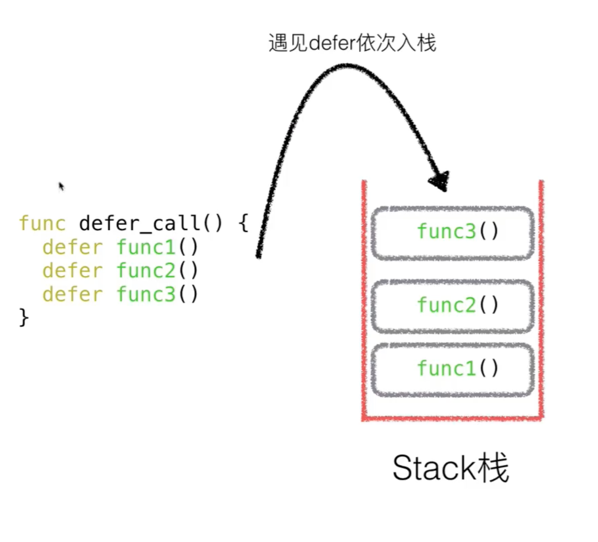 遇见defer依次入栈
func defer_call() {
  defer func1()
  defer func2()
  defer func3()
}
func3()
func2()
func1()
Stack栈